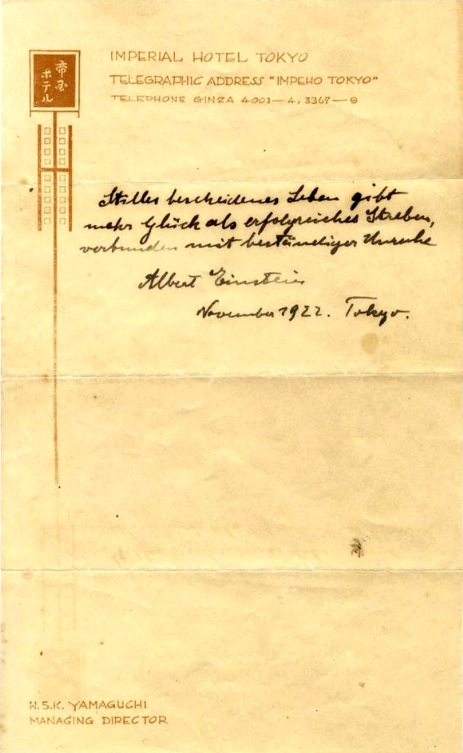 帝国
ホテル
IMPERIAL HOTEL TOKYO
TELEGRAPHIC ADDRESS "IMPEHO TOKYO"
TELEPHONE GINZA 4001—4, 3367—9
Stilles bescheidenes Leben gibt
mehr Glück als erfolgreiches Streben,
verbunden mit beständiger Unruhe
Albert Einstein
November 1922. Tokyo.
W.S.K. YAMAGUCHI
MANAGING DIRECTOR